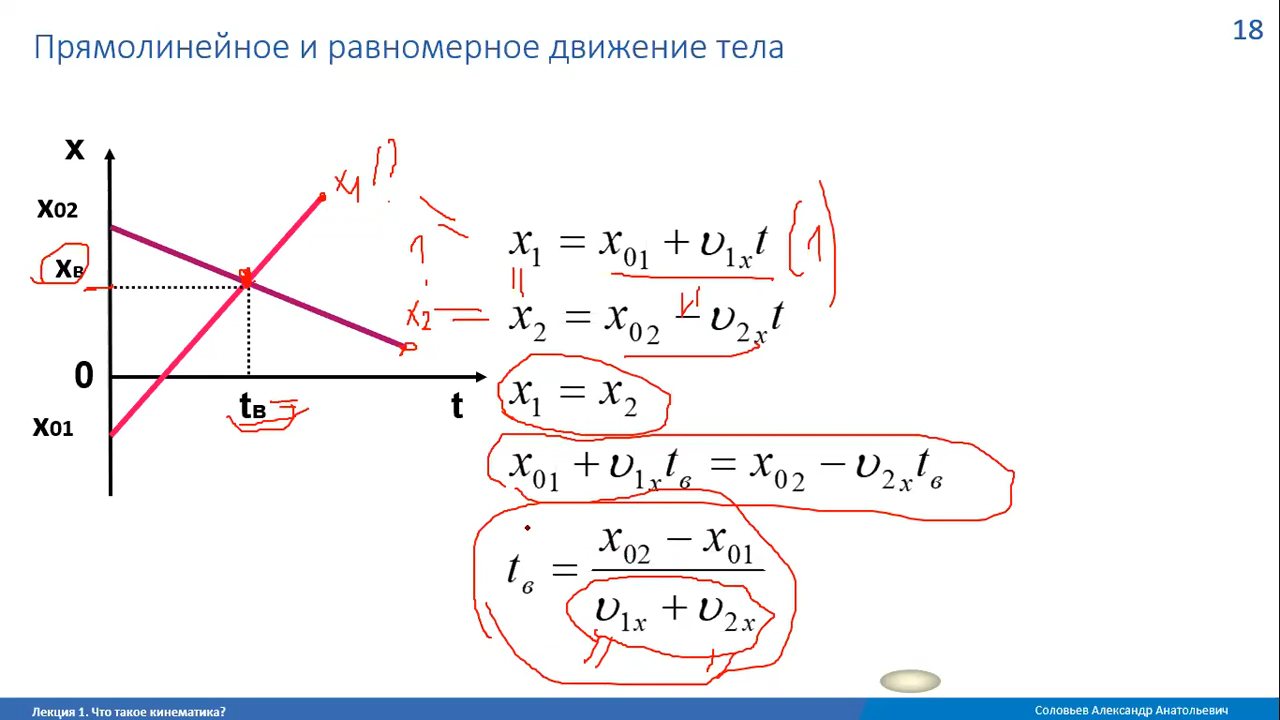 Прямолинейное и равномерное движение тела
18
x
x02
xв
0
x01
tв
t
x1
x2
x₁ = x₀₁ + υ₁ₓt (1)
x₂ = x₀₂ − υ₂ₓt
x₁ = x₂
x₀₁ + υ₁ₓtв = x₀₂ − υ₂ₓtв
tв = (x₀₂ − x₀₁) / (υ₁ₓ + υ₂ₓ)
Лекция 1. Что такое кинематика?
Соловьев Александр Анатольевич